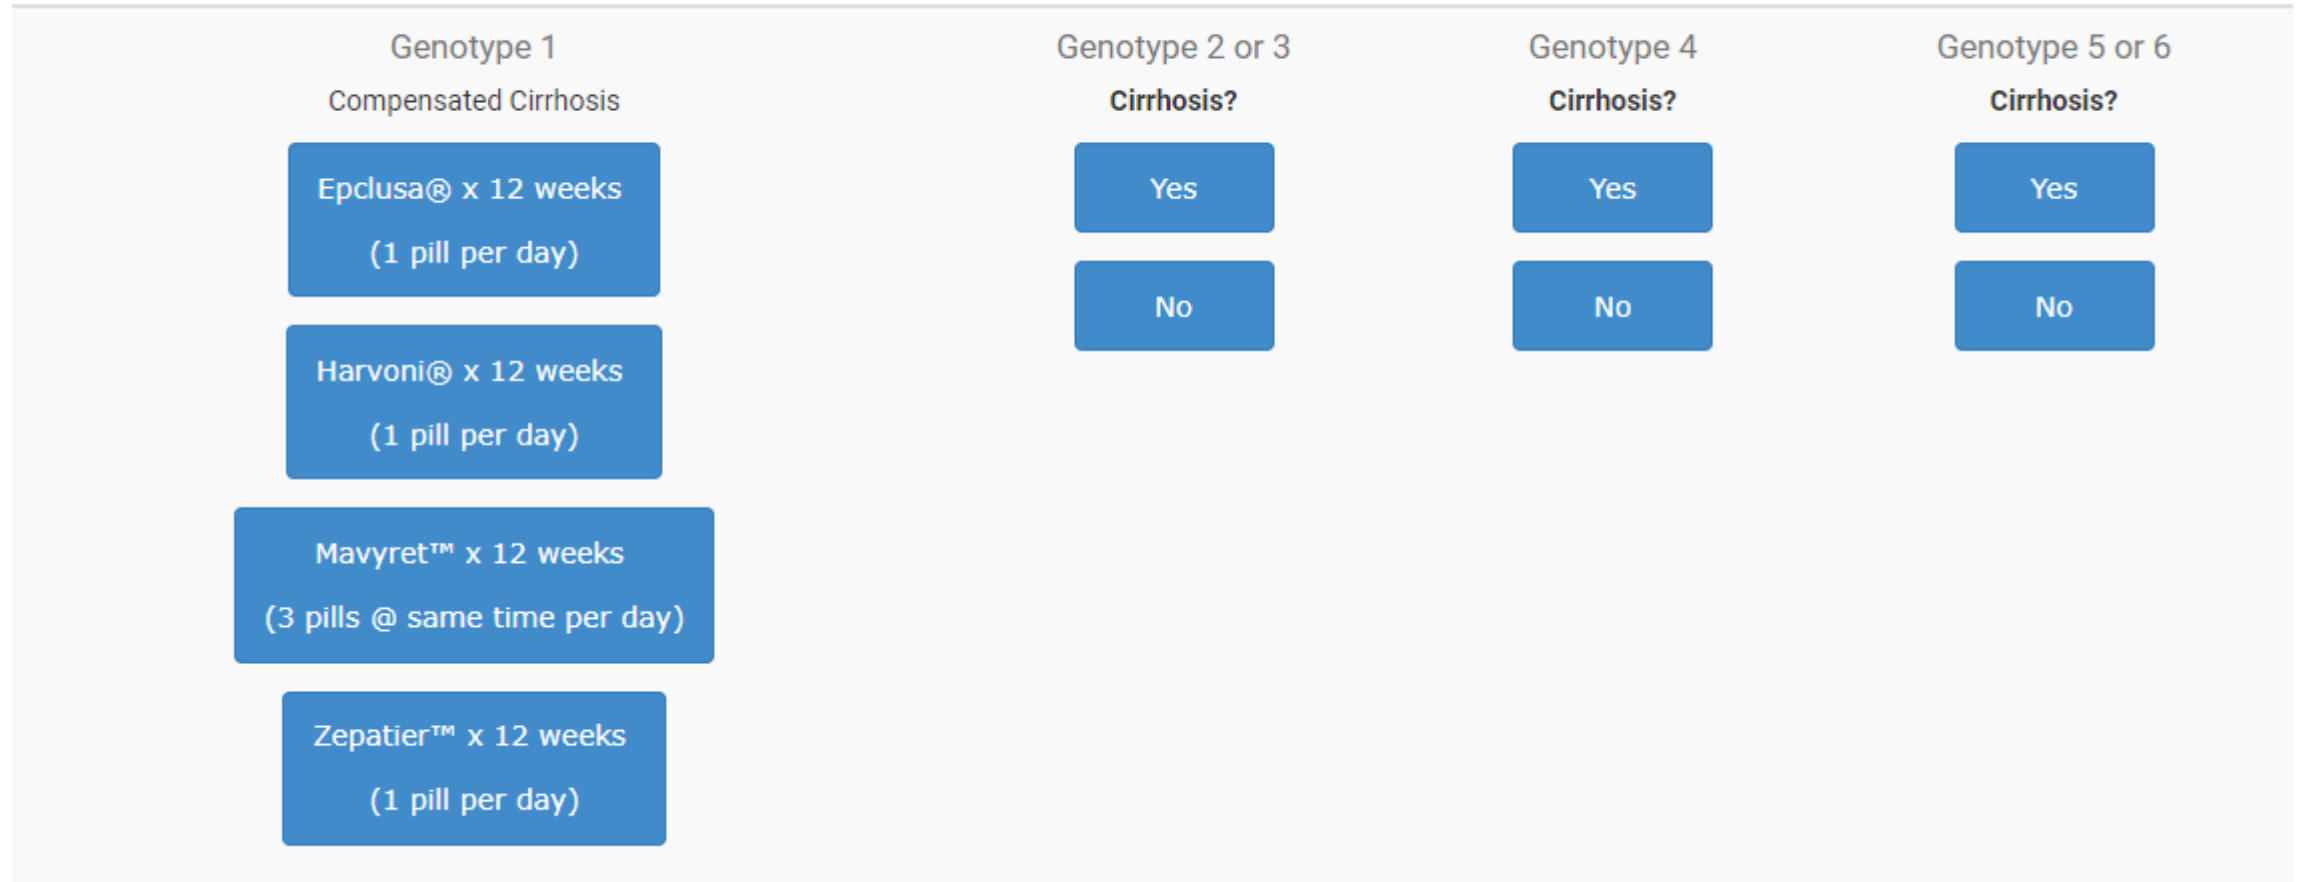 Genotype 1
Compensated Cirrhosis
Epclusa® x 12 weeks
(1 pill per day)
Harvoni® x 12 weeks
(1 pill per day)
Mavyret™ x 12 weeks
(3 pills @ same time per day)
Zepatier™ x 12 weeks
(1 pill per day)
Genotype 2 or 3
Cirrhosis?
Yes
No
Genotype 4
Cirrhosis?
Yes
No
Genotype 5 or 6
Cirrhosis?
Yes
No